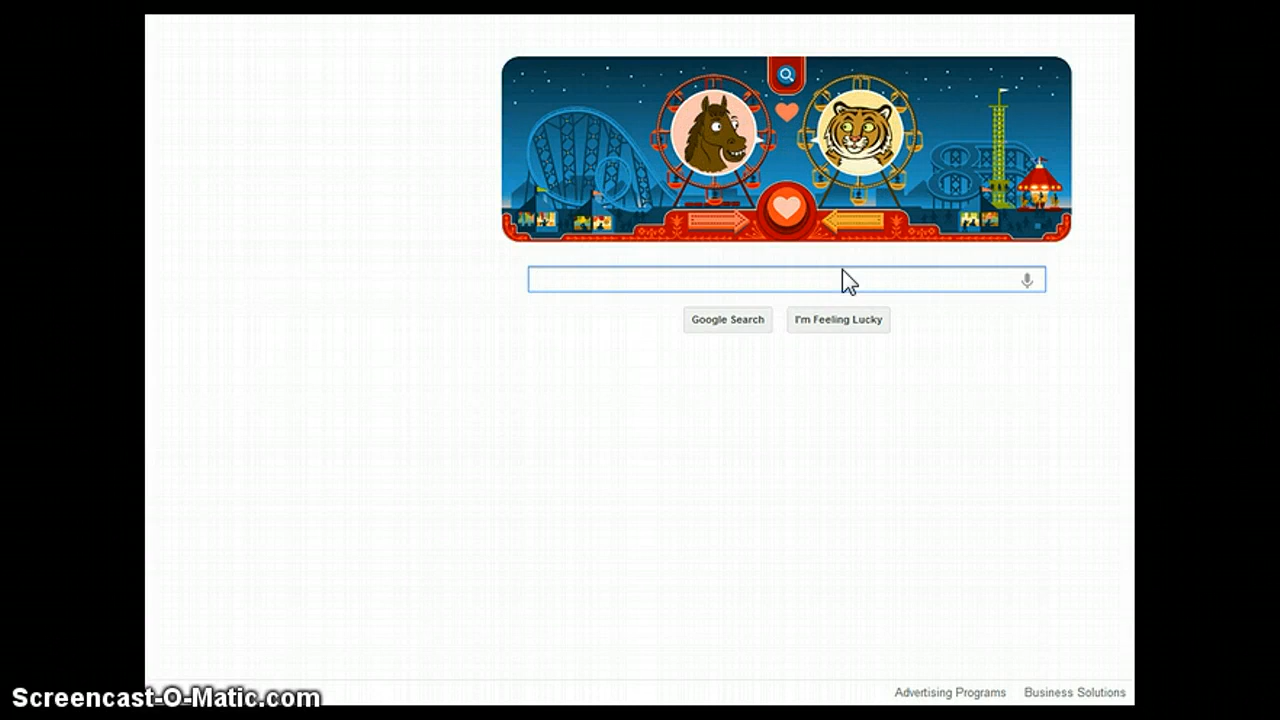 Google Search
I'm Feeling Lucky
Advertising Programs
Business Solutions
Screencast-O-Matic.com